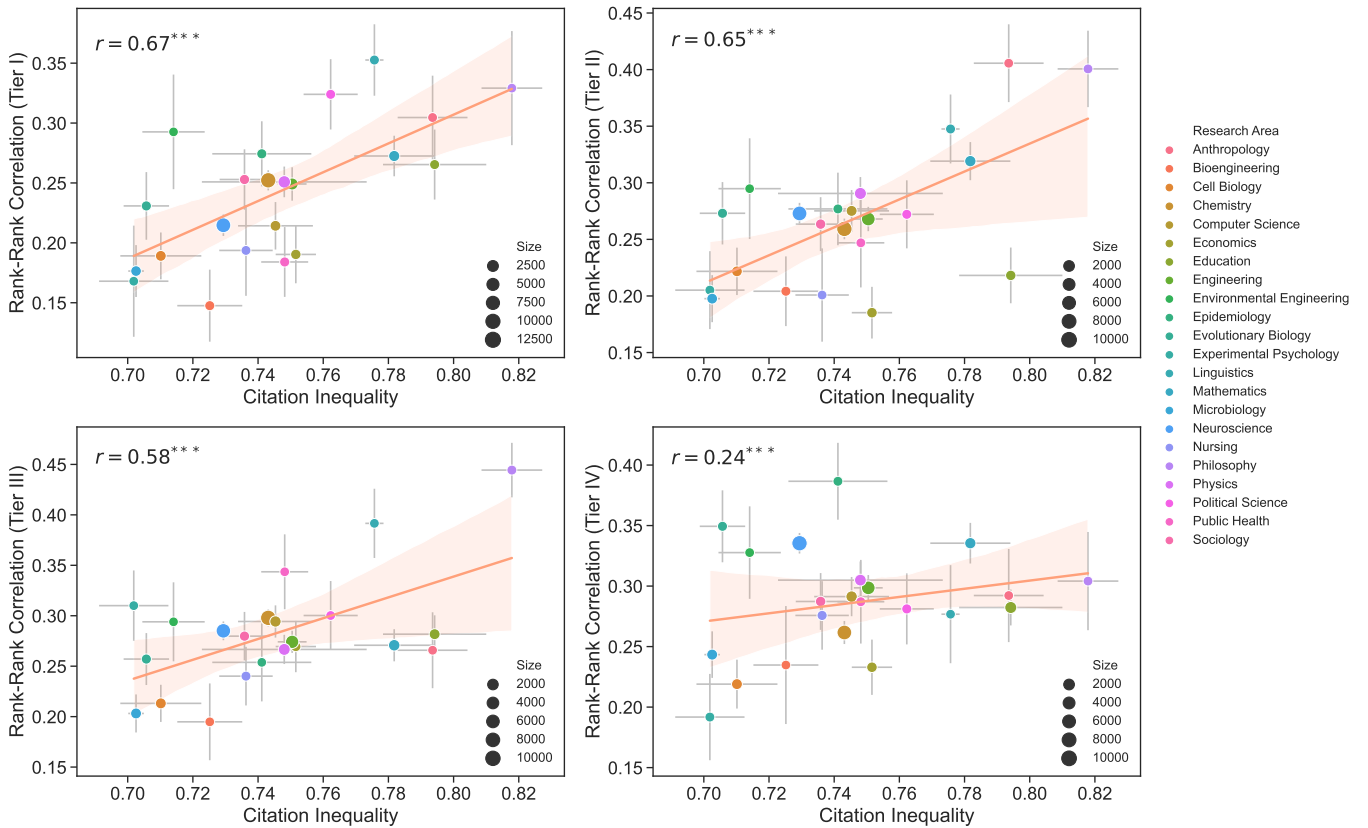 r = 0.67***
Rank-Rank Correlation (Tier I)
0.35
0.30
0.25
0.20
0.15
Size
2500
5000
7500
10000
12500
0.70 0.72 0.74 0.76 0.78 0.80 0.82
Citation Inequality
r = 0.65***
Rank-Rank Correlation (Tier II)
0.45
0.40
0.35
0.30
0.25
0.20
0.15
Size
2000
4000
6000
8000
10000
0.70 0.72 0.74 0.76 0.78 0.80 0.82
Citation Inequality
r = 0.58***
Rank-Rank Correlation (Tier III)
0.45
0.40
0.35
0.30
0.25
0.20
0.15
Size
2000
4000
6000
8000
10000
0.70 0.72 0.74 0.76 0.78 0.80 0.82
Citation Inequality
r = 0.24***
Rank-Rank Correlation (Tier IV)
0.40
0.35
0.30
0.25
0.20
0.15
Size
2000
4000
6000
8000
10000
0.70 0.72 0.74 0.76 0.78 0.80 0.82
Citation Inequality
Research Area
Anthropology
Bioengineering
Cell Biology
Chemistry
Computer Science
Economics
Education
Engineering
Environmental Engineering
Epidemiology
Evolutionary Biology
Experimental Psychology
Linguistics
Mathematics
Microbiology
Neuroscience
Nursing
Philosophy
Physics
Political Science
Public Health
Sociology